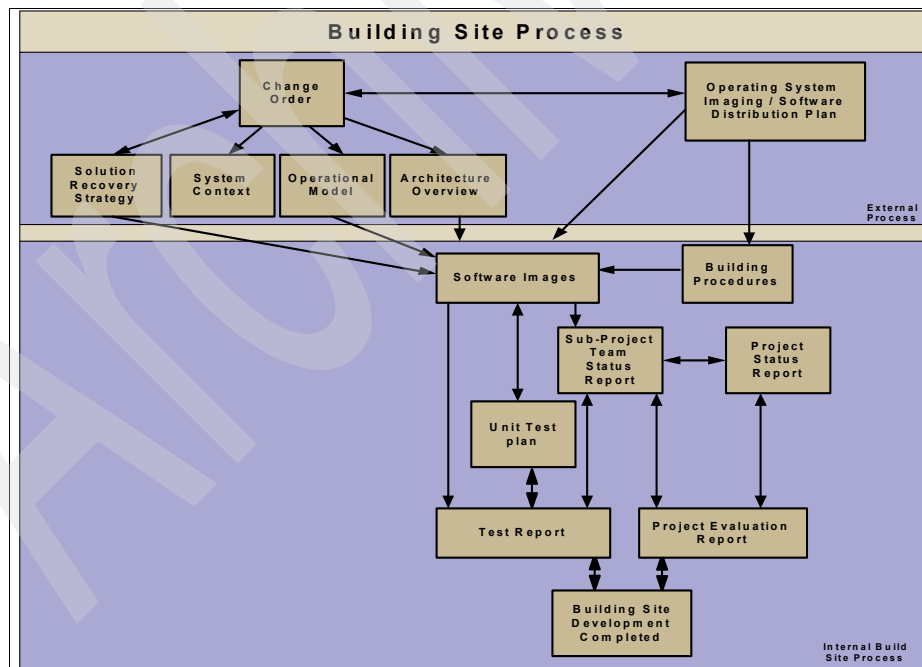 Building Site Process
Change
Order
Operating System
Imaging / Software
Distribution Plan
Solution
Recovery
Strategy
System
Context
Operational
Model
Architecture
Overview
External
Process
Software Images
Building
Procedures
Sub-Project
Team
Status
Report
Project
Status
Report
Unit Test
plan
Test Report
Project Evaluation
Report
Building Site
Development
Completed
Internal Build
Site Process